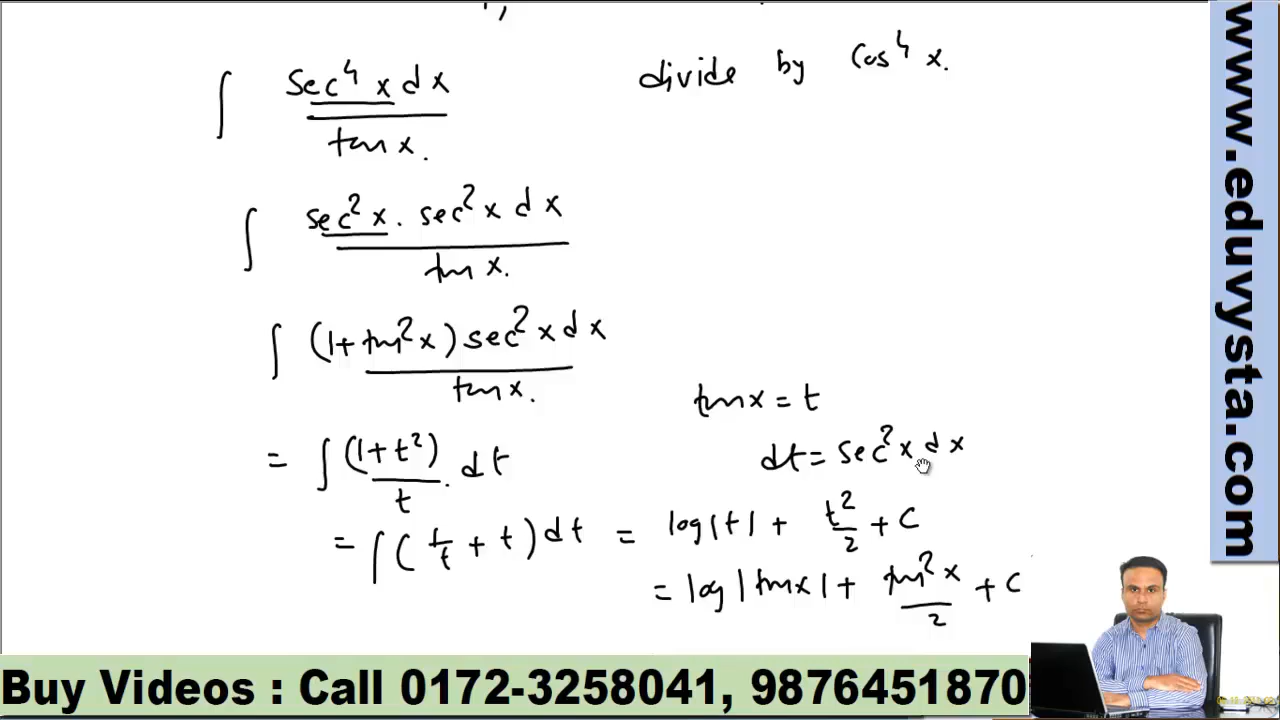 ∫ sec⁴ x dx / tan x.
divide by cos⁴ x.
∫ sec² x . sec² x dx / tan x.
∫ (1 + tan² x) sec² x dx / tan x.
tan x = t
dt = sec² x dx
= ∫ (1 + t²) / t . dt
= ∫ (1/t + t) dt = log |t| + t²/2 + c
= log |tan x| + tan² x / 2 + c
www.eduvysta.com
Buy Videos : Call 0172-3258041, 9876451870